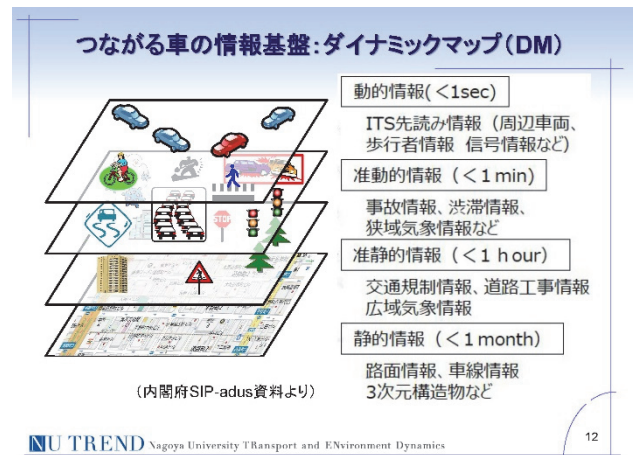 つながる車の情報基盤：ダイナミックマップ（DM）
動的情報(＜1sec)
ITS先読み情報（周辺車両、
歩行者情報 信号情報など）
准動的情報（＜1 min）
事故情報、渋滞情報、
狭域気象情報など
准静的情報（＜1 hour）
交通規制情報、道路工事情報
広域気象情報
静的情報（＜1 month）
路面情報、車線情報
3次元構造物など
STOP
（内閣府SIP-adus資料より）
NU TREND Nagoya University TRansport and ENvironment Dynamics
12